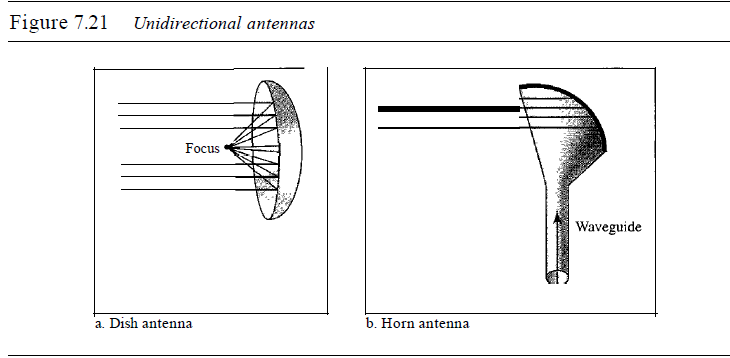 Figure 7.21 Unidirectional antennas
Focus
Waveguide
a. Dish antenna
b. Horn antenna